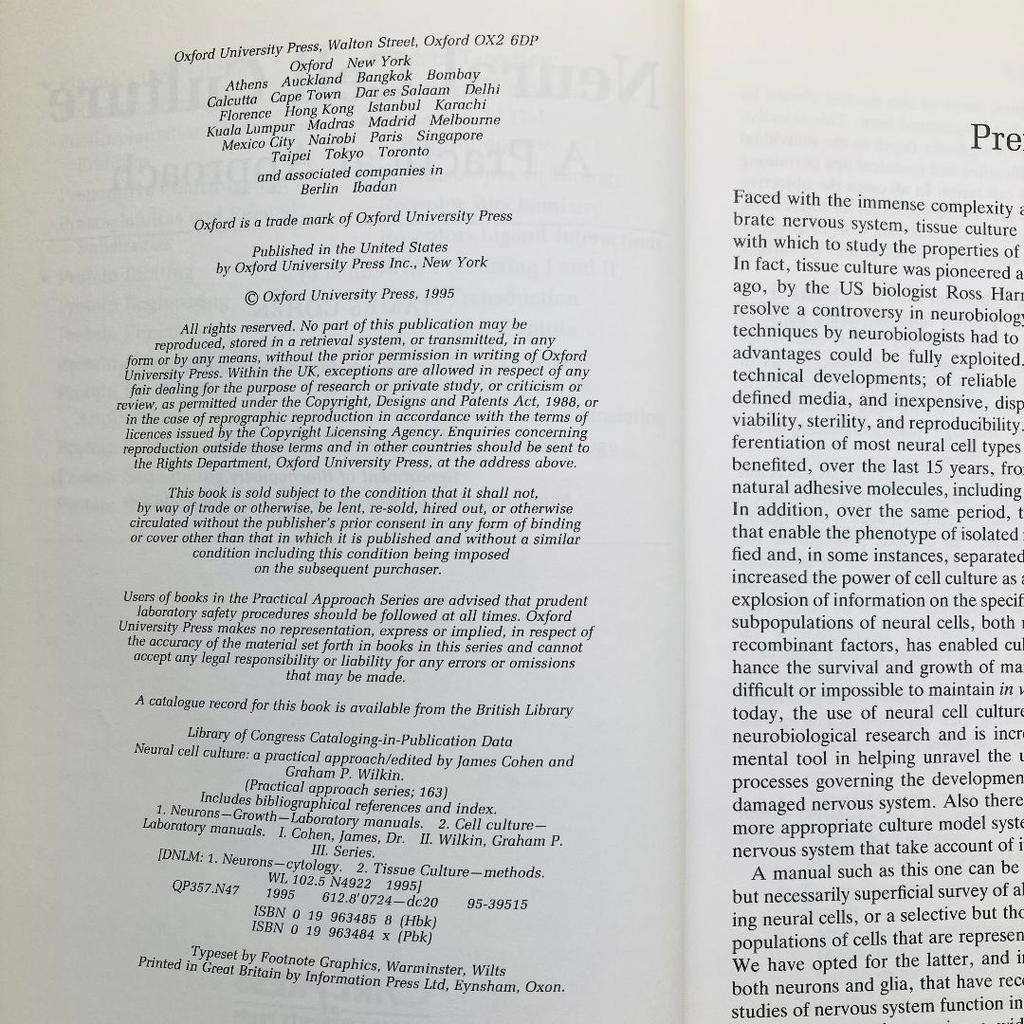 Oxford University Press, Walton Street, Oxford OX2 6DP
Oxford New York
Athens Auckland Bangkok Bombay
Calcutta Cape Town Dar es Salaam Delhi
Florence Hong Kong Istanbul Karachi
Kuala Lumpur Madras Madrid Melbourne
Mexico City Nairobi Paris Singapore
Taipei Tokyo Toronto
and associated companies in
Berlin Ibadan
Oxford is a trade mark of Oxford University Press
Published in the United States
by Oxford University Press Inc., New York
© Oxford University Press, 1995
All rights reserved. No part of this publication may be
reproduced, stored in a retrieval system, or transmitted, in any
form or by any means, without the prior permission in writing of Oxford
University Press. Within the UK, exceptions are allowed in respect of any
fair dealing for the purpose of research or private study, or criticism or
review, as permitted under the Copyright, Designs and Patents Act, 1988, or
in the case of reprographic reproduction in accordance with the terms of
licences issued by the Copyright Licensing Agency. Enquiries concerning
reproduction outside those terms and in other countries should be sent to
the Rights Department, Oxford University Press, at the address above.
This book is sold subject to the condition that it shall not,
by way of trade or otherwise, be lent, re-sold, hired out, or otherwise
circulated without the publisher's prior consent in any form of binding
or cover other than that in which it is published and without a similar
condition including this condition being imposed
on the subsequent purchaser.
Users of books in the Practical Approach Series are advised that prudent
laboratory safety procedures should be followed at all times. Oxford
University Press makes no representation, express or implied, in respect of
the accuracy of the material set forth in books in this series and cannot
accept any legal responsibility or liability for any errors or omissions
that may be made.
A catalogue record for this book is available from the British Library
Library of Congress Cataloging-in-Publication Data
Neural cell culture: a practical approach/edited by James Cohen and
Graham P. Wilkin.
(Practical approach series; 163)
Includes bibliographical references and index.
1. Neurons—Growth—Laboratory manuals. 2. Cell culture—
Laboratory manuals. I. Cohen, James, Dr. II. Wilkin, Graham P.
III. Series.
[DNLM: 1. Neurons—cytology. 2. Tissue Culture—methods.
WL 102.5 N4922 1995]
QP357.N47 1995 612.8'0724—dc20 95-39515
ISBN 0 19 963485 8 (Hbk)
ISBN 0 19 963484 x (Pbk)
Typeset by Footnote Graphics, Warminster, Wilts
Printed in Great Britain by Information Press Ltd, Eynsham, Oxon.
Faced with the immense complexity
brate nervous system, tissue culture
with which to study the properties of
In fact, tissue culture was pioneered
ago, by the US biologist Ross
resolve a controversy in neurobiology
techniques by neurobiologists had to
advantages could be fully exploited.
technical developments; of reliable
defined media, and inexpensive,
viability, sterility, and reproducibility.
ferentiation of most neural cell types
benefited, over the last 15 years,
natural adhesive molecules, including
In addition, over the same period,
that enable the phenotype of isolated
fied and, in some instances, separated
increased the power of cell culture as
explosion of information on the
subpopulations of neural cells, both
recombinant factors, has enabled
hance the survival and growth of
difficult or impossible to maintain in
today, the use of neural cell
neurobiological research and is
mental tool in helping unravel the
processes governing the
damaged nervous system. Also there
more appropriate culture model
nervous system that take account of
A manual such as this one can be
but necessarily superficial survey of
ing neural cells, or a selective but
populations of cells that are
We have opted for the latter, and
both neurons and glia, that have
studies of nervous system function in